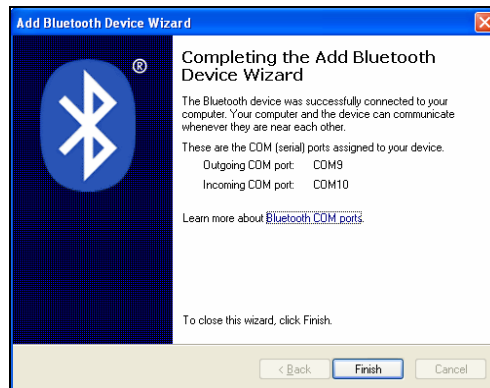 Add Bluetooth Device Wizard
®
Completing the Add Bluetooth
Device Wizard
The Bluetooth device was successfully connected to your
computer. Your computer and the device can communicate
whenever they are near each other.
These are the COM (serial) ports assigned to your device.
Outgoing COM port: COM9
Incoming COM port: COM10
Learn more about Bluetooth COM ports.
To close this wizard, click Finish.
< Back Finish Cancel